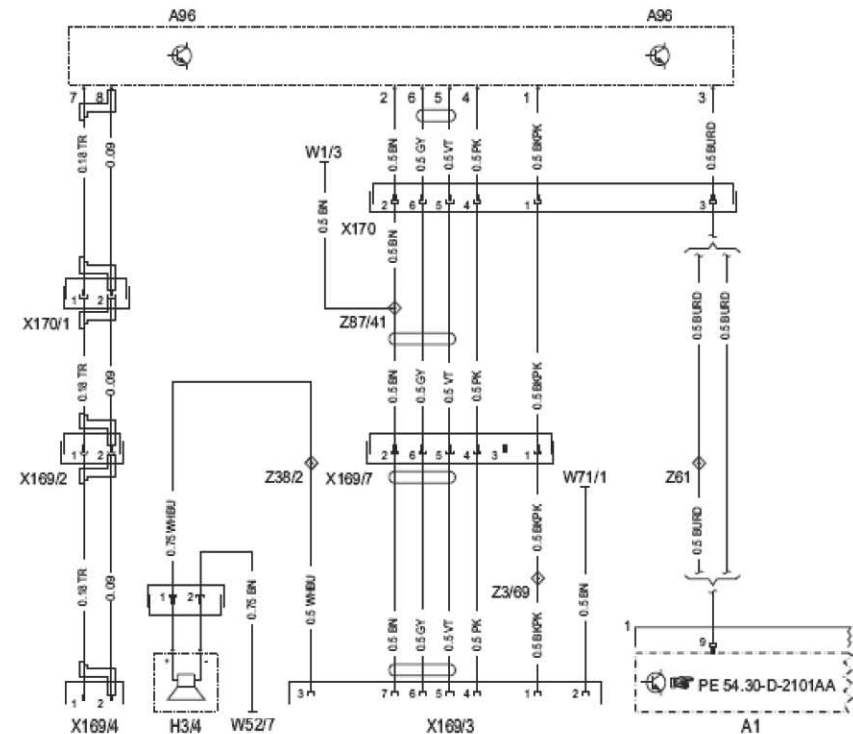 A96 A96
7 8 2 6 5 4 1 3
0.18 TR 0.09 0.5 BN 0.5 GY 0.5 VT 0.5 PK 0.5 BKPK 0.5 BURD
W1/3
2 6 5 4 1 3
X170
0.5 BN 0.5 BN
1 2
X170/1
Z87/41
0.5 BURD 0.5 BURD
0.18 TR 0.09 0.5 BN 0.5 GY 0.5 VT 0.5 PK 0.5 BKPK
1 2 2 6 5 4 3 1
X169/2 Z38/2 X169/7 W71/1 Z61
0.75 WHBU 0.5 BKPK 0.5 BURD
1 2
Z3/69
0.18 TR 0.09 0.75 BN 0.5 WHBU 0.5 BN 0.5 GY 0.5 VT 0.5 PK 0.5 BKPK 0.5 BN
1
9
+ -
PE 54.30-D-2101AA
1 2 3 7 6 5 4 1 2
X169/4 H3/4 W52/7 X169/3 A1